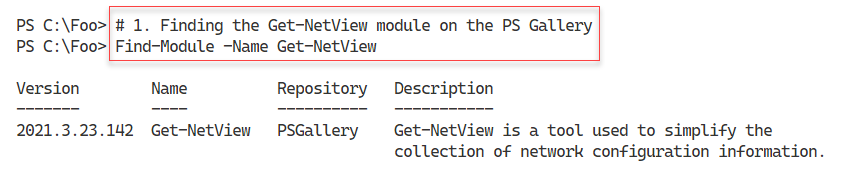 PS C:\Foo> # 1. Finding the Get-NetView module on the PS Gallery
PS C:\Foo> Find-Module -Name Get-NetView
Version Name Repository Description
------- ---- ---------- -----------
2021.3.23.142 Get-NetView PSGallery Get-NetView is a tool used to simplify the
collection of network configuration information.